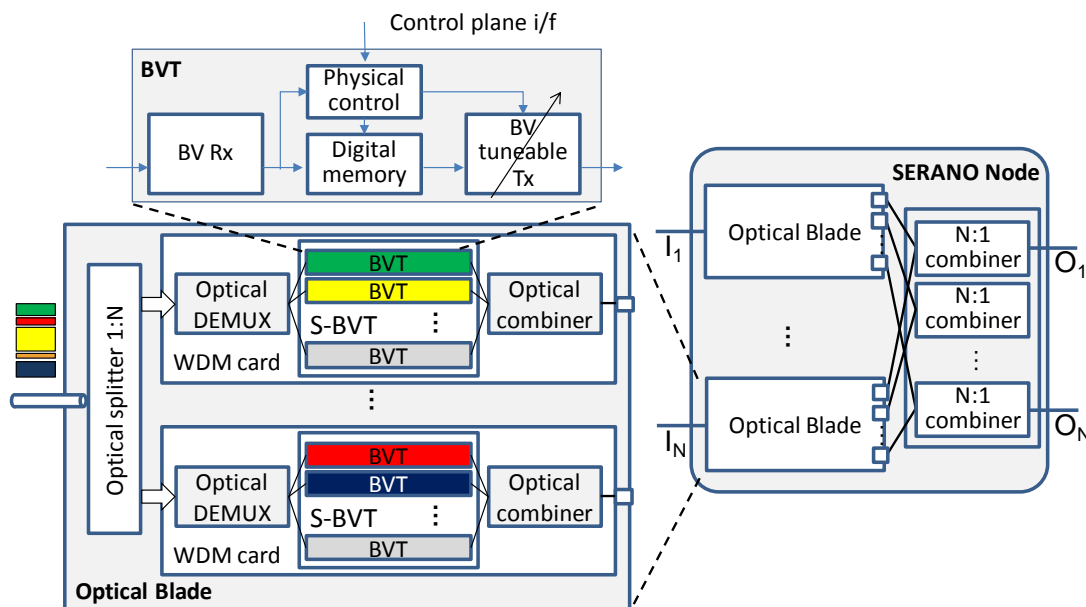 Control plane i/f
BVT
Physical
control
BV Rx
Digital
memory
BV
tuneable
Tx
SERANO Node
Optical Blade
I1
N:1
combiner
O1
N:1
combiner
⋮
⋮
N:1
combiner
ON
Optical Blade
IN
Optical splitter 1:N
Optical
DEMUX
BVT
BVT
S-BVT ⋮
BVT
Optical
combiner
WDM card
⋮
Optical
DEMUX
BVT
BVT
S-BVT ⋮
BVT
Optical
combiner
WDM card
Optical Blade